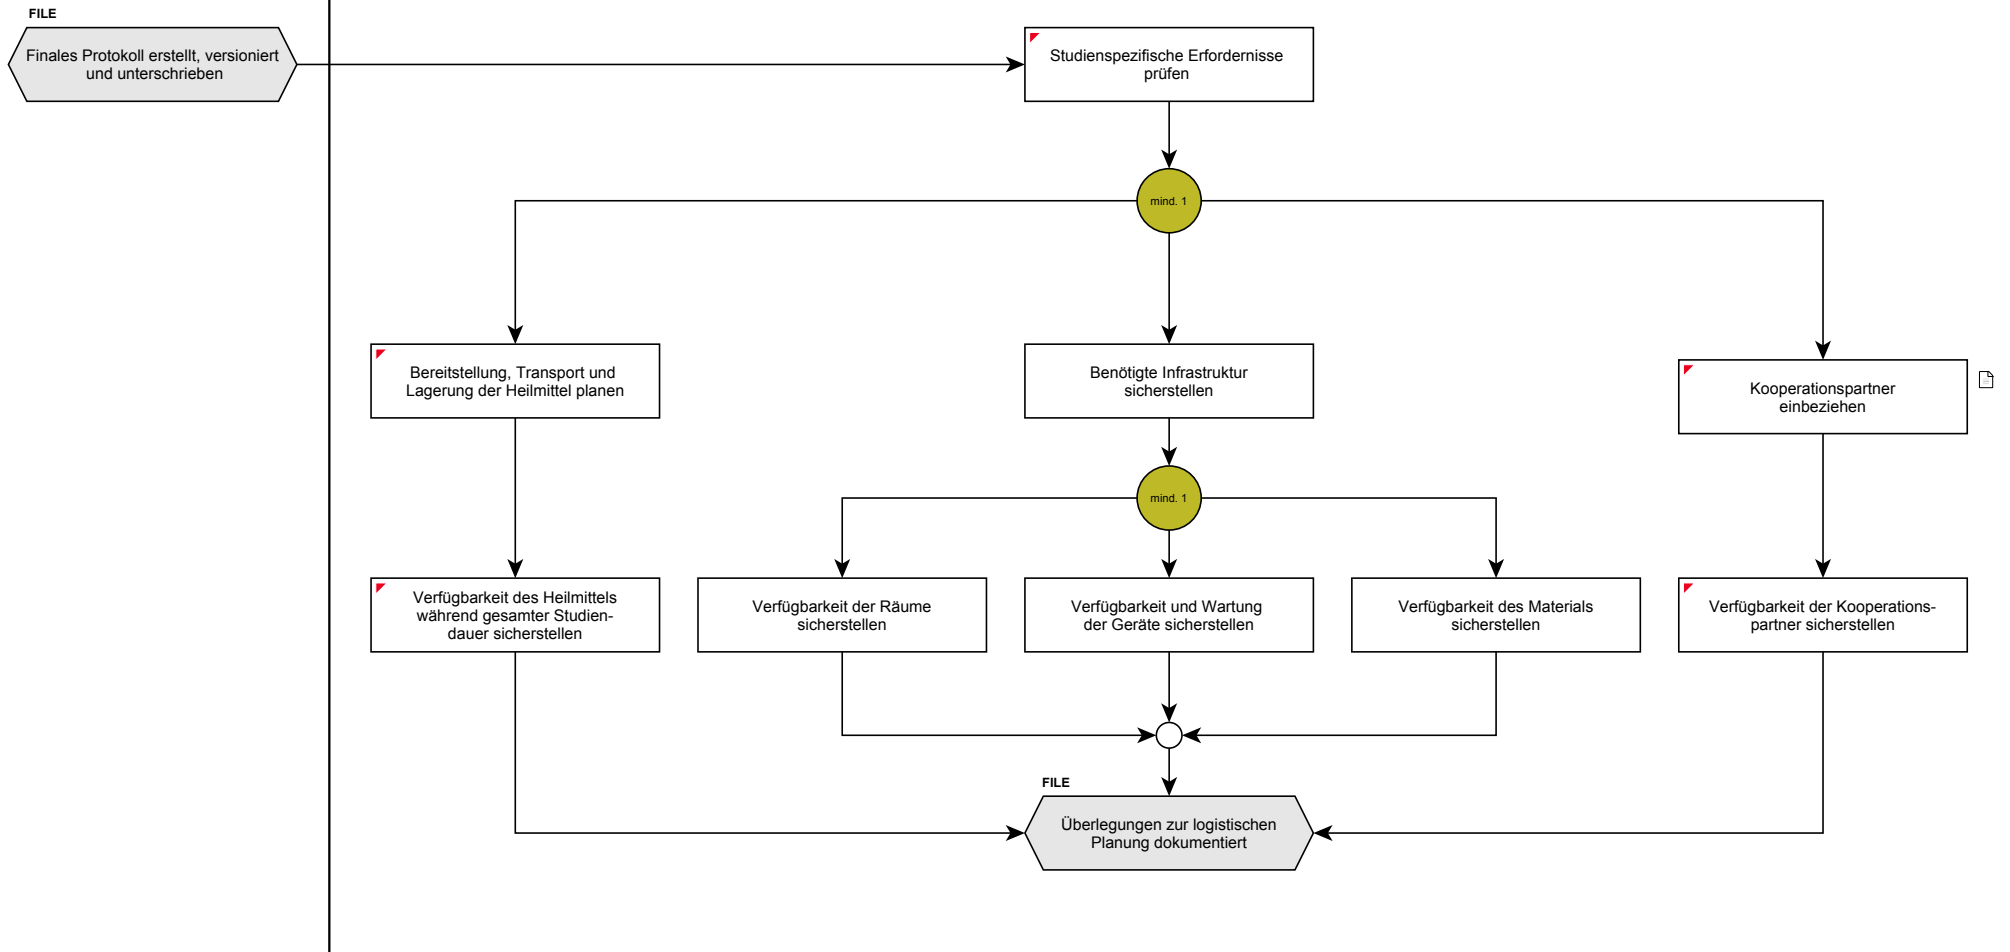 FILE
Finales Protokoll erstellt, versioniert
und unterschrieben
Studienspezifische Erfordernisse
prüfen
mind. 1
Bereitstellung, Transport und
Lagerung der Heilmittel planen
Benötigte Infrastruktur
sicherstellen
Kooperationspartner
einbeziehen
mind. 1
Verfügbarkeit des Heilmittels
während gesamter Studien-
dauer sicherstellen
Verfügbarkeit der Räume
sicherstellen
Verfügbarkeit und Wartung
der Geräte sicherstellen
Verfügbarkeit des Materials
sicherstellen
Verfügbarkeit der Kooperations-
partner sicherstellen
FILE
Überlegungen zur logistischen
Planung dokumentiert